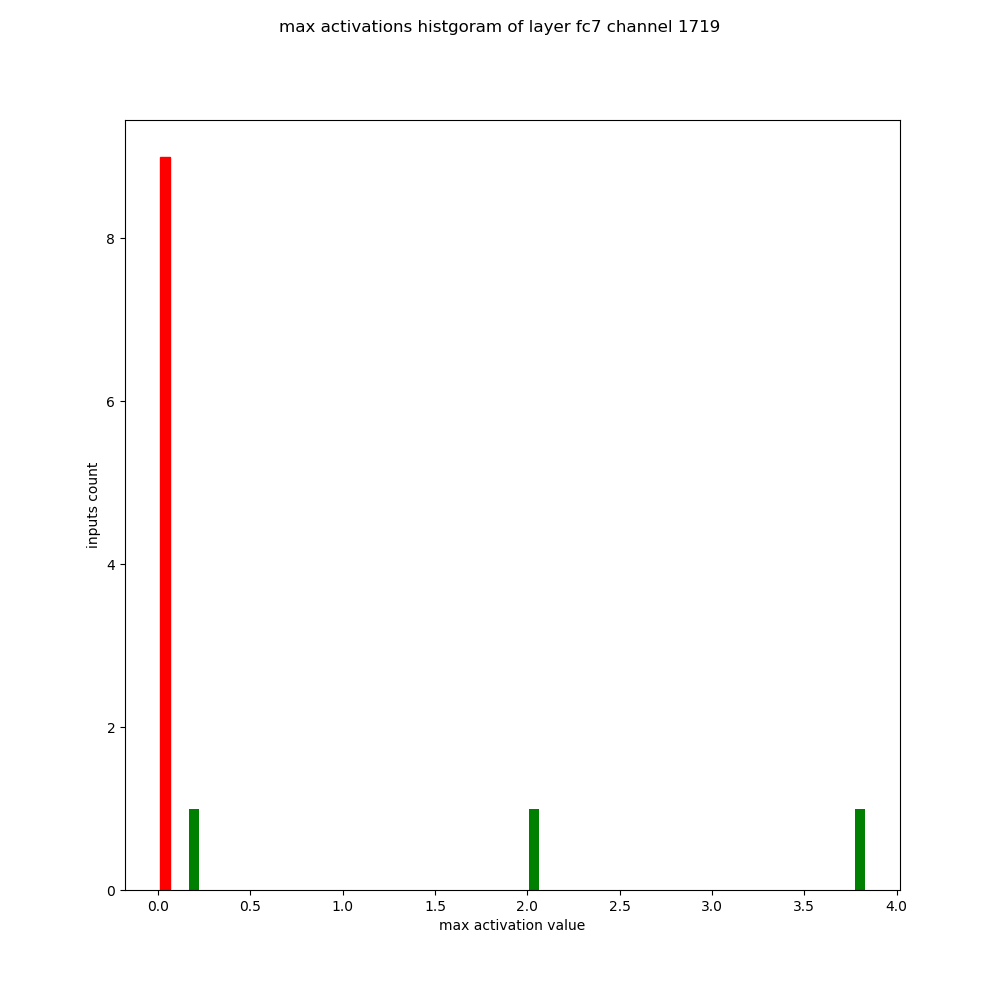 max activations histgoram of layer fc7 channel 1719
8
6
4
2
0
inputs count
0.0 0.5 1.0 1.5 2.0 2.5 3.0 3.5 4.0
max activation value